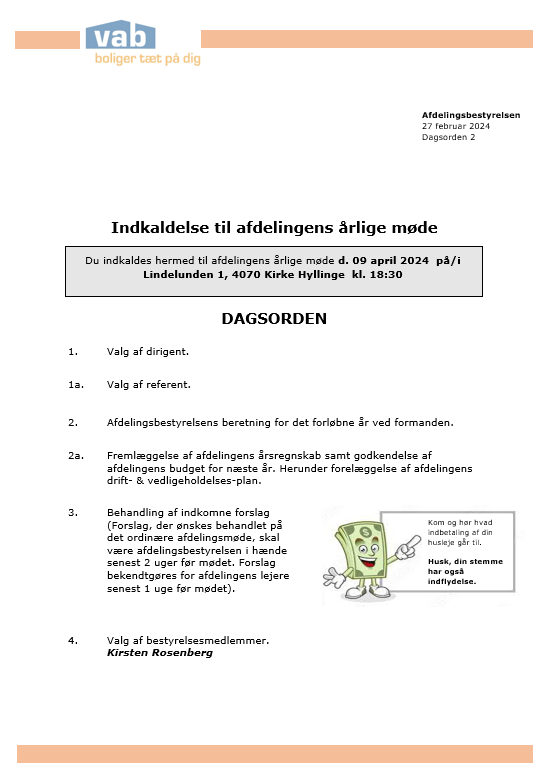 vab
boliger tæt på dig
Afdelingsbestyrelsen
27 februar 2024
Dagsorden 2
Indkaldelse til afdelingens årlige møde
Du indkaldes hermed til afdelingens årlige møde d. 09 april 2024 på/i
Lindelunden 1, 4070 Kirke Hyllinge kl. 18:30
DAGSORDEN
1. Valg af dirigent.
1a. Valg af referent.
2. Afdelingsbestyrelsens beretning for det forløbne år ved formanden.
2a. Fremlæggelse af afdelingens årsregnskab samt godkendelse af
afdelingens budget for næste år. Herunder forelæggelse af afdelingens
drift- & vedligeholdelses-plan.
3. Behandling af indkomne forslag
(Forslag, der ønskes behandlet på
det ordinære afdelingsmøde, skal
være afdelingsbestyrelsen i hænde
senest 2 uger før mødet. Forslag
bekendtgøres for afdelingens lejere
senest 1 uge før mødet).
Kom og hør hvad
indbetaling af din
husleje går til.
Husk, din stemme
har også
indflydelse.
4. Valg af bestyrelsesmedlemmer.
Kirsten Rosenberg